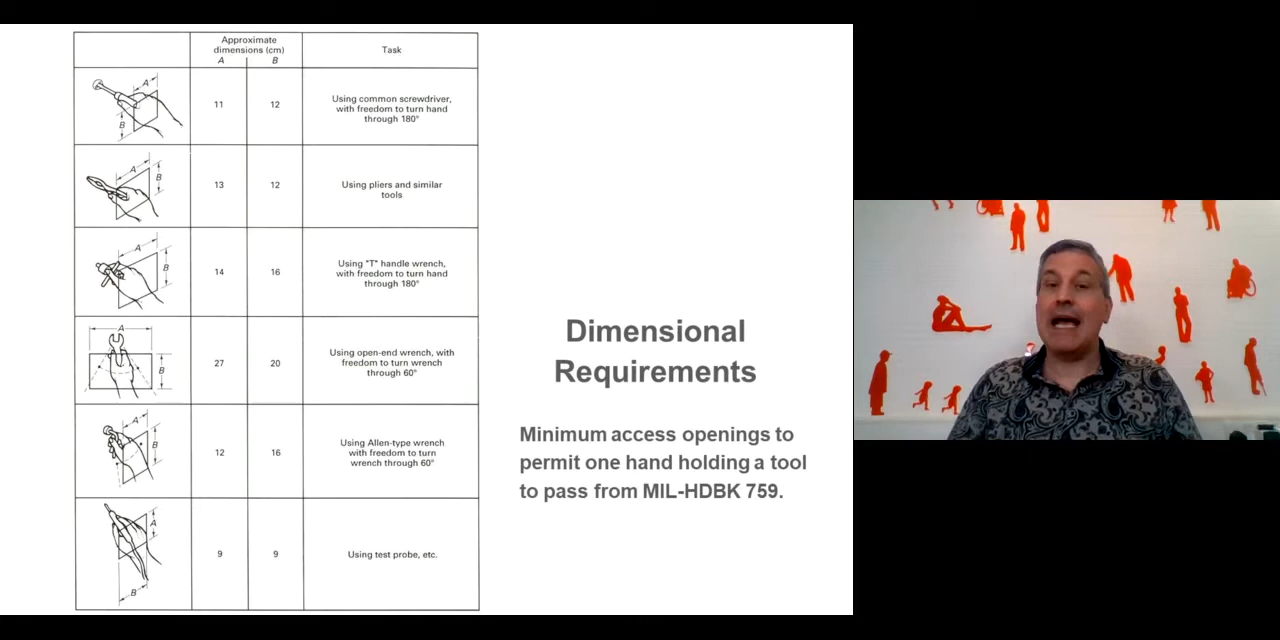 Approximate
dimensions (cm)
A B
Task
A
B
11 12
Using common screwdriver,
with freedom to turn hand
through 180°
A
B
13 12
Using pliers and similar
tools
A
B
14 16
Using "T" handle wrench,
with freedom to turn hand
through 180°
A
B
27 20
Using open-end wrench, with
freedom to turn wrench
through 60°
A
B
12 16
Using Allen-type wrench
with freedom to turn
wrench through 60°
A
B
9 9
Using test probe, etc.
Dimensional
Requirements
Minimum access openings to
permit one hand holding a tool
to pass from MIL-HDBK 759.